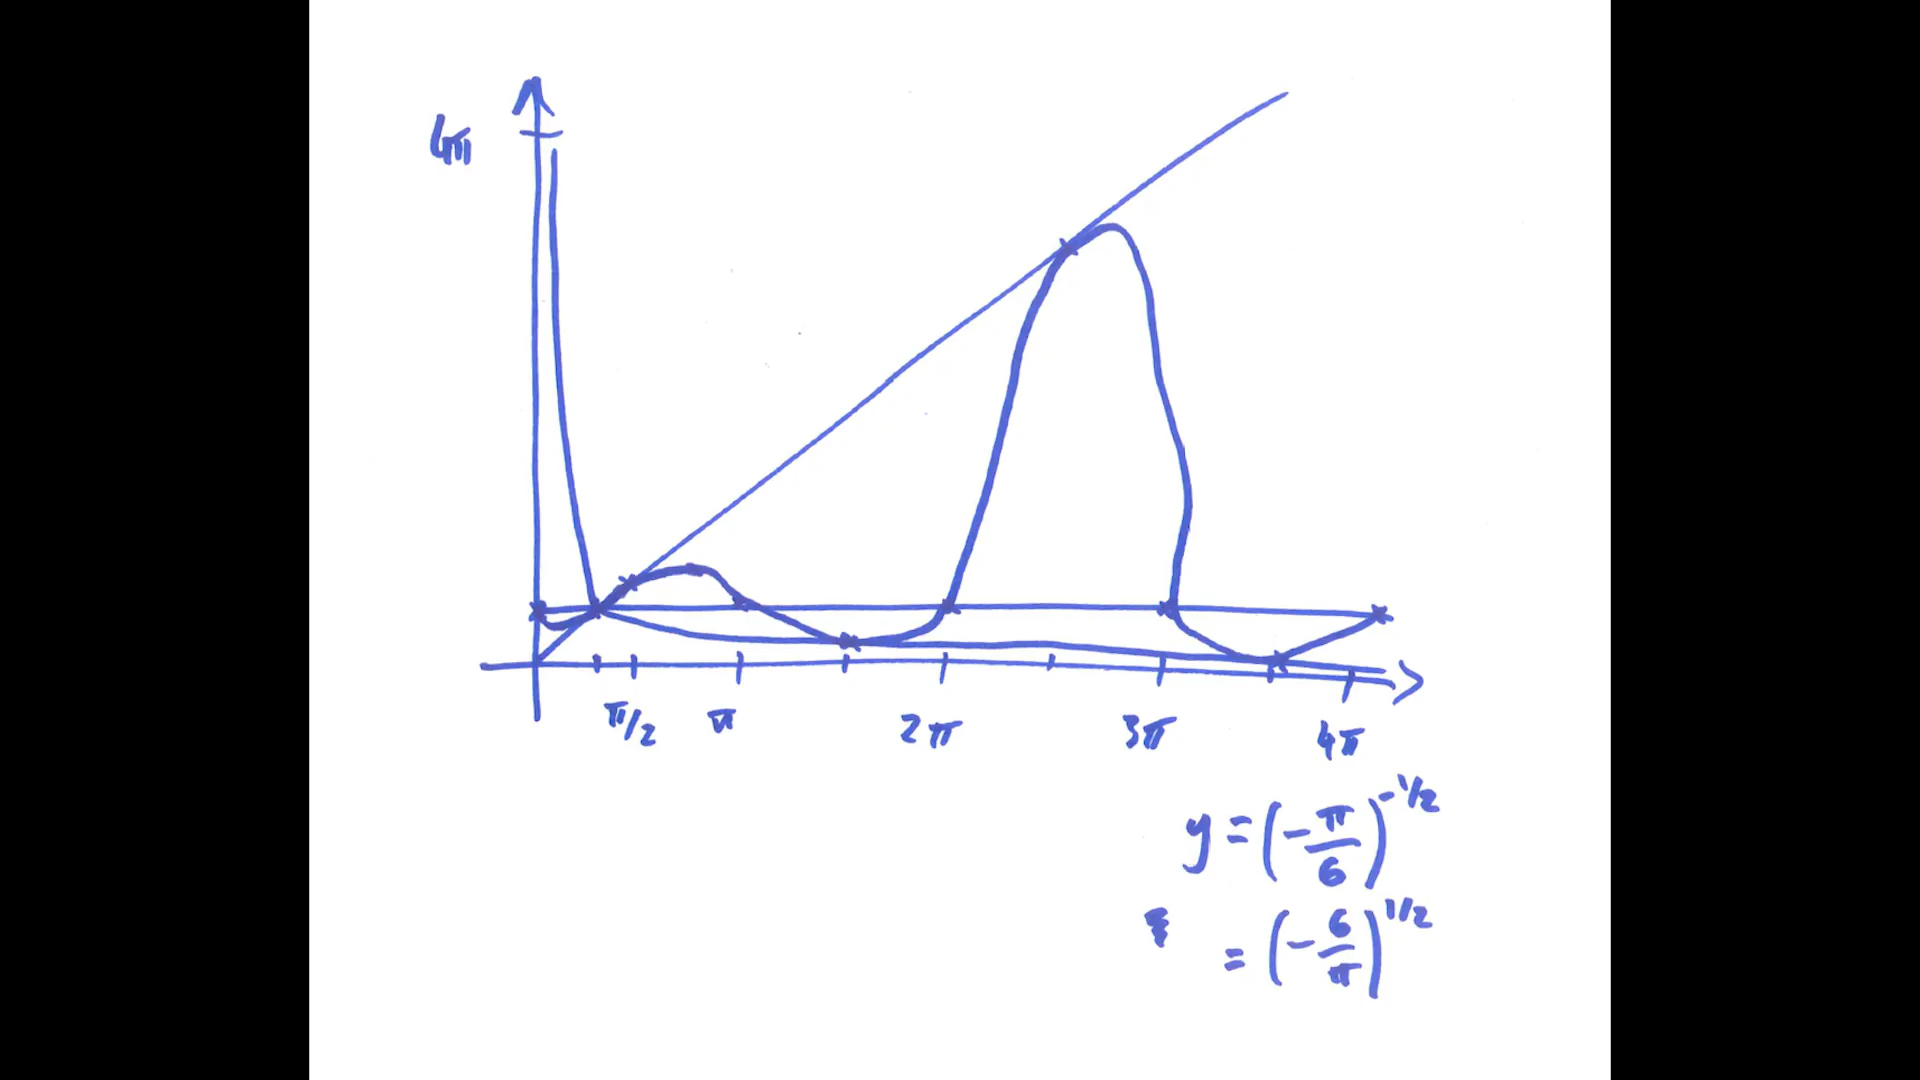 4π
π/2 π 2π 3π 4π
y = (-π/6)^-1/2
= (-6/π)^1/2